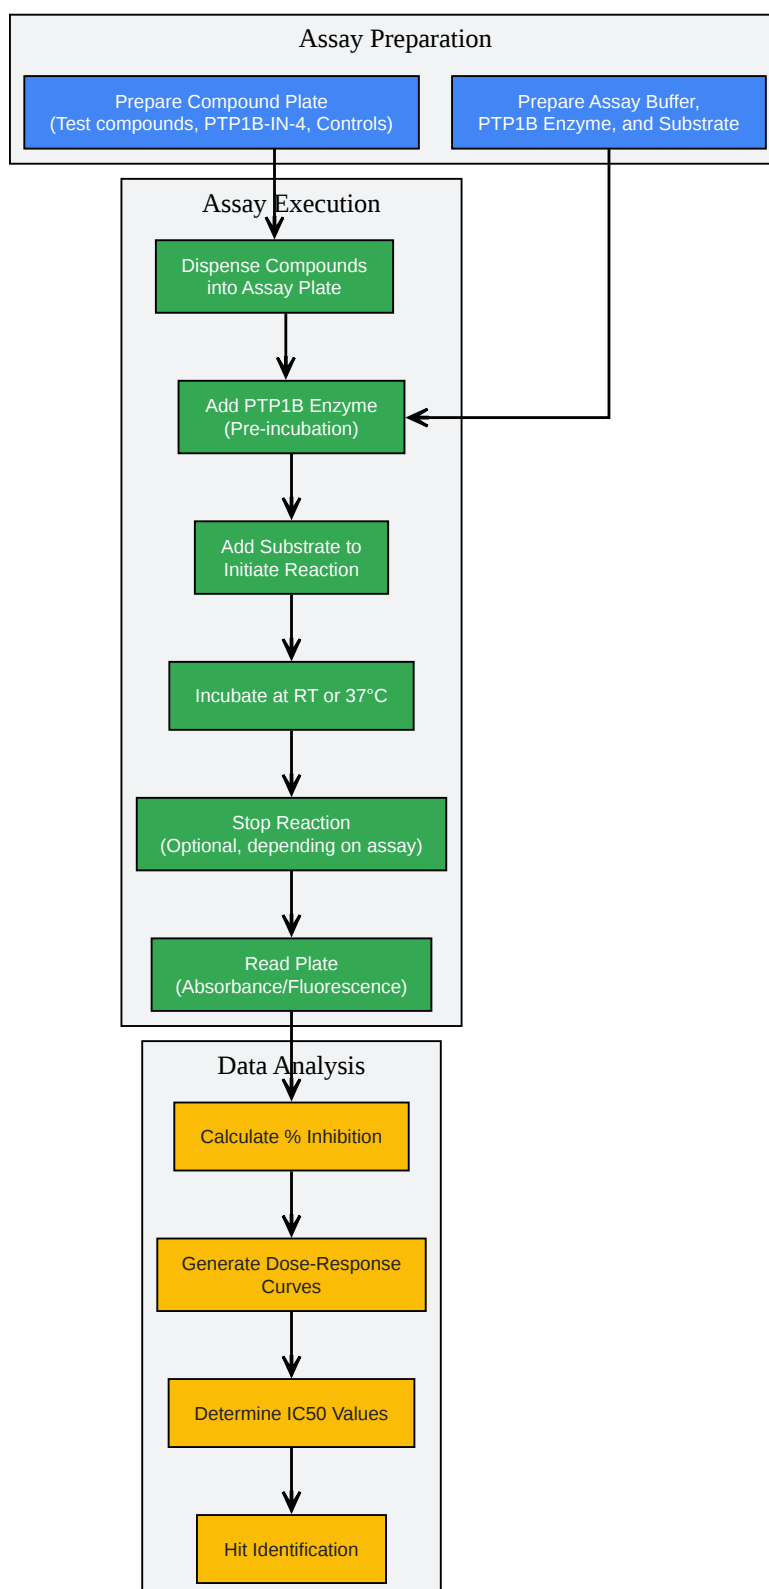 Assay Preparation
Prepare Compound Plate
(Test compounds, PTP1B-IN-4, Controls)
Prepare Assay Buffer,
PTP1B Enzyme, and Substrate
Assay Execution
Dispense Compounds
into Assay Plate
Add PTP1B Enzyme
(Pre-incubation)
Add Substrate to
Initiate Reaction
Incubate at RT or 37°C
Stop Reaction
(Optional, depending on assay)
Read Plate
(Absorbance/Fluorescence)
Data Analysis
Calculate % Inhibition
Generate Dose-Response
Curves
Determine IC50 Values
Hit Identification